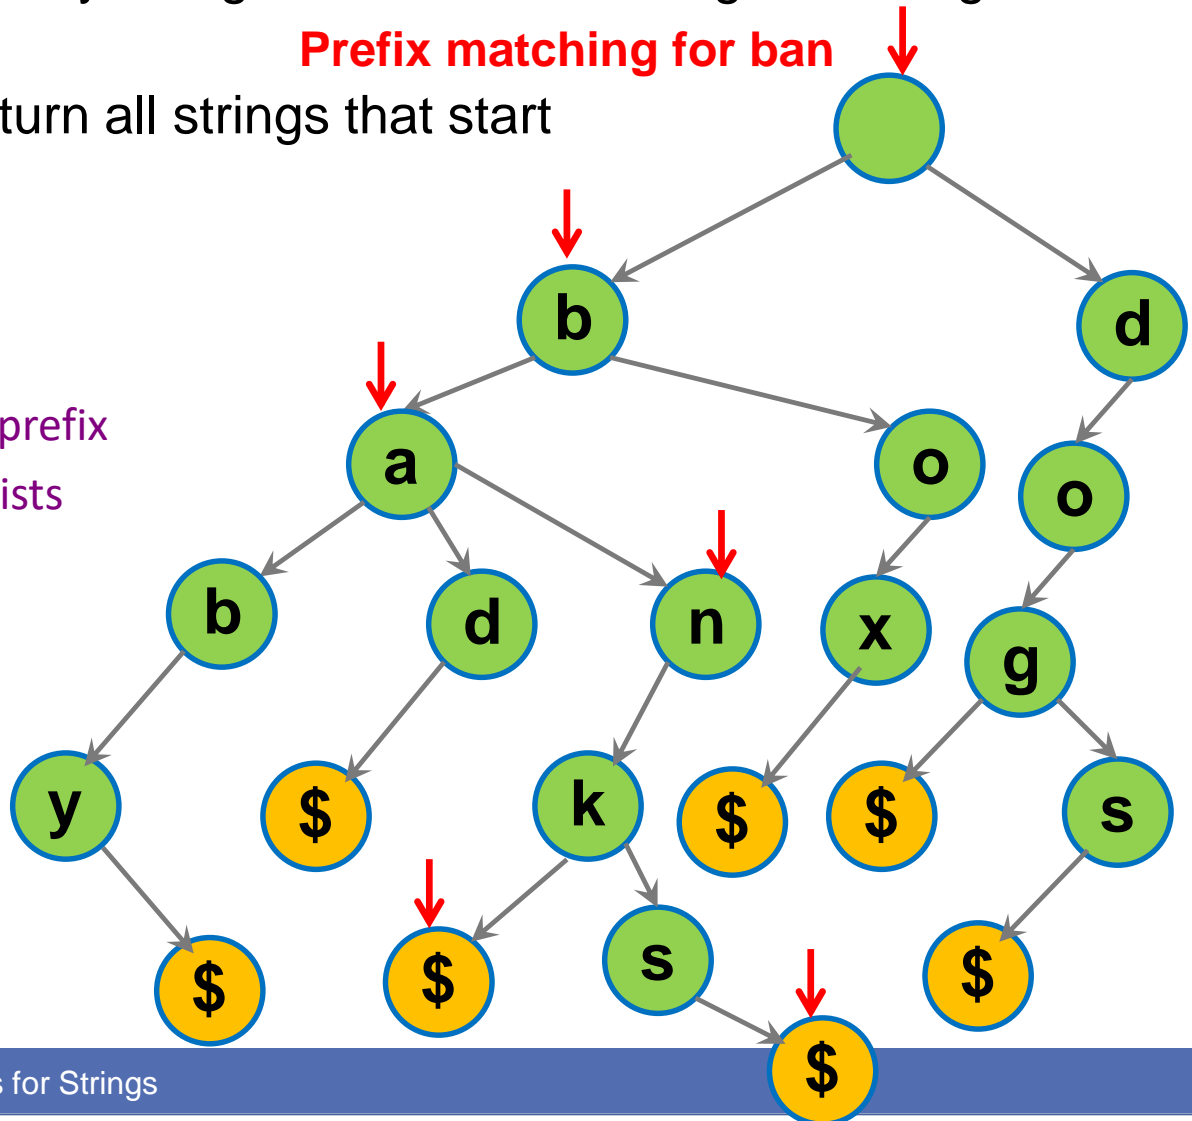 Prefix matching for ban
turn all strings that start
b
d
prefix
a
o
ists
o
b
d
n
x
g
y
$
k
$
$
s
$
$
s
$
$
s for Strings